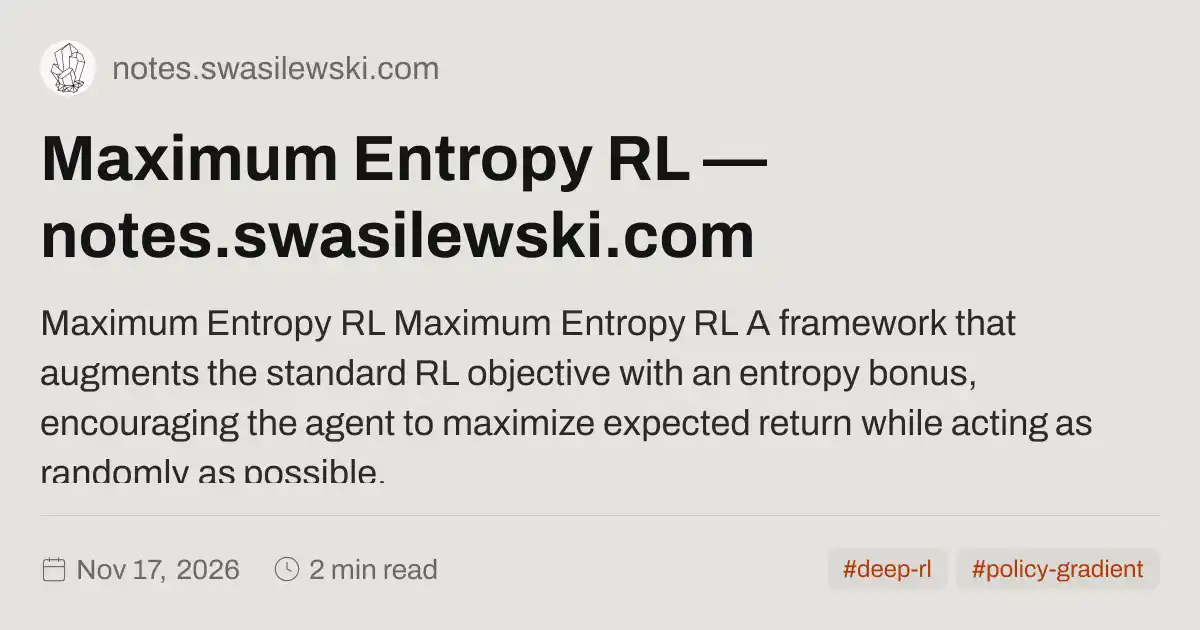 notes.swasilewski.com
Maximum Entropy RL —
notes.swasilewski.com
Maximum Entropy RL Maximum Entropy RL A framework that
augments the standard RL objective with an entropy bonus,
encouraging the agent to maximize expected return while acting as
randomly as possible.
Nov 17, 2026
2 min read
#deep-rl
#policy-gradient